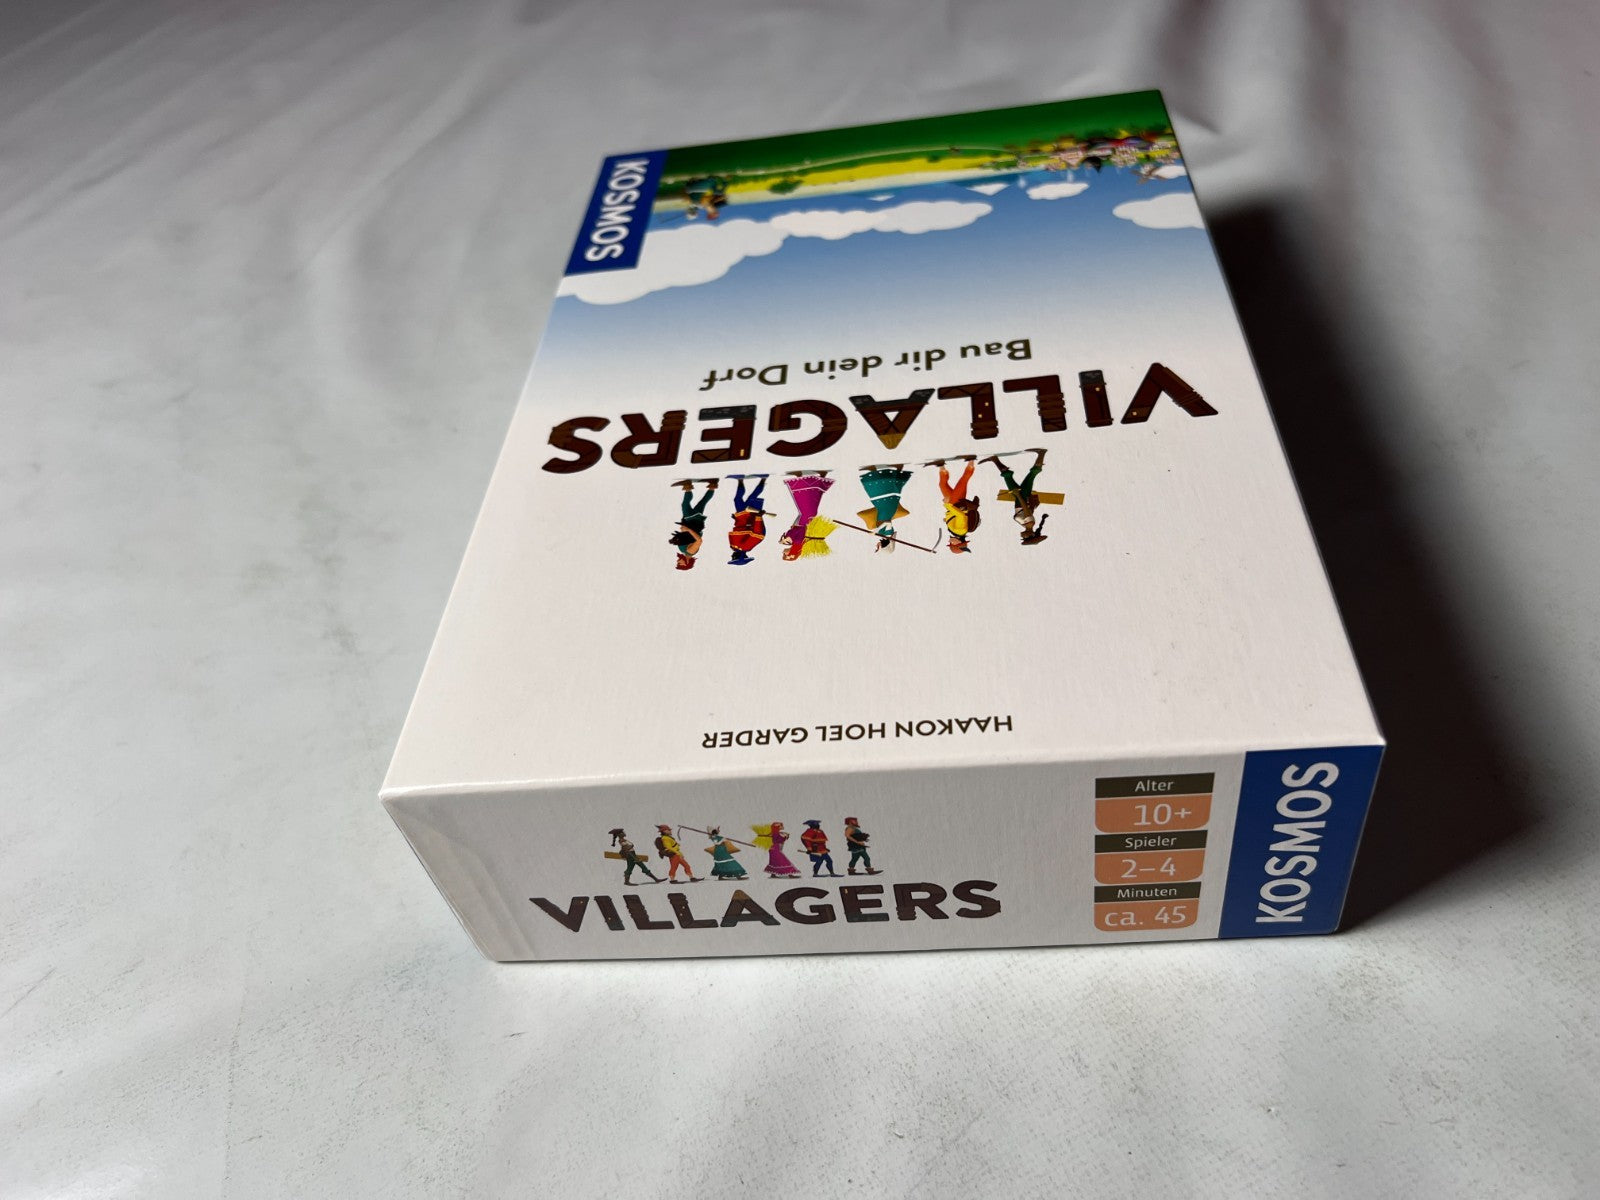 HAAKON HOEL GARDER
VILLAGERS
Bau dir dein Dorf
KOSMOS
VILLAGERS
Alter
10+
Spieler
2–4
Minuten
ca. 45
KOSMOS